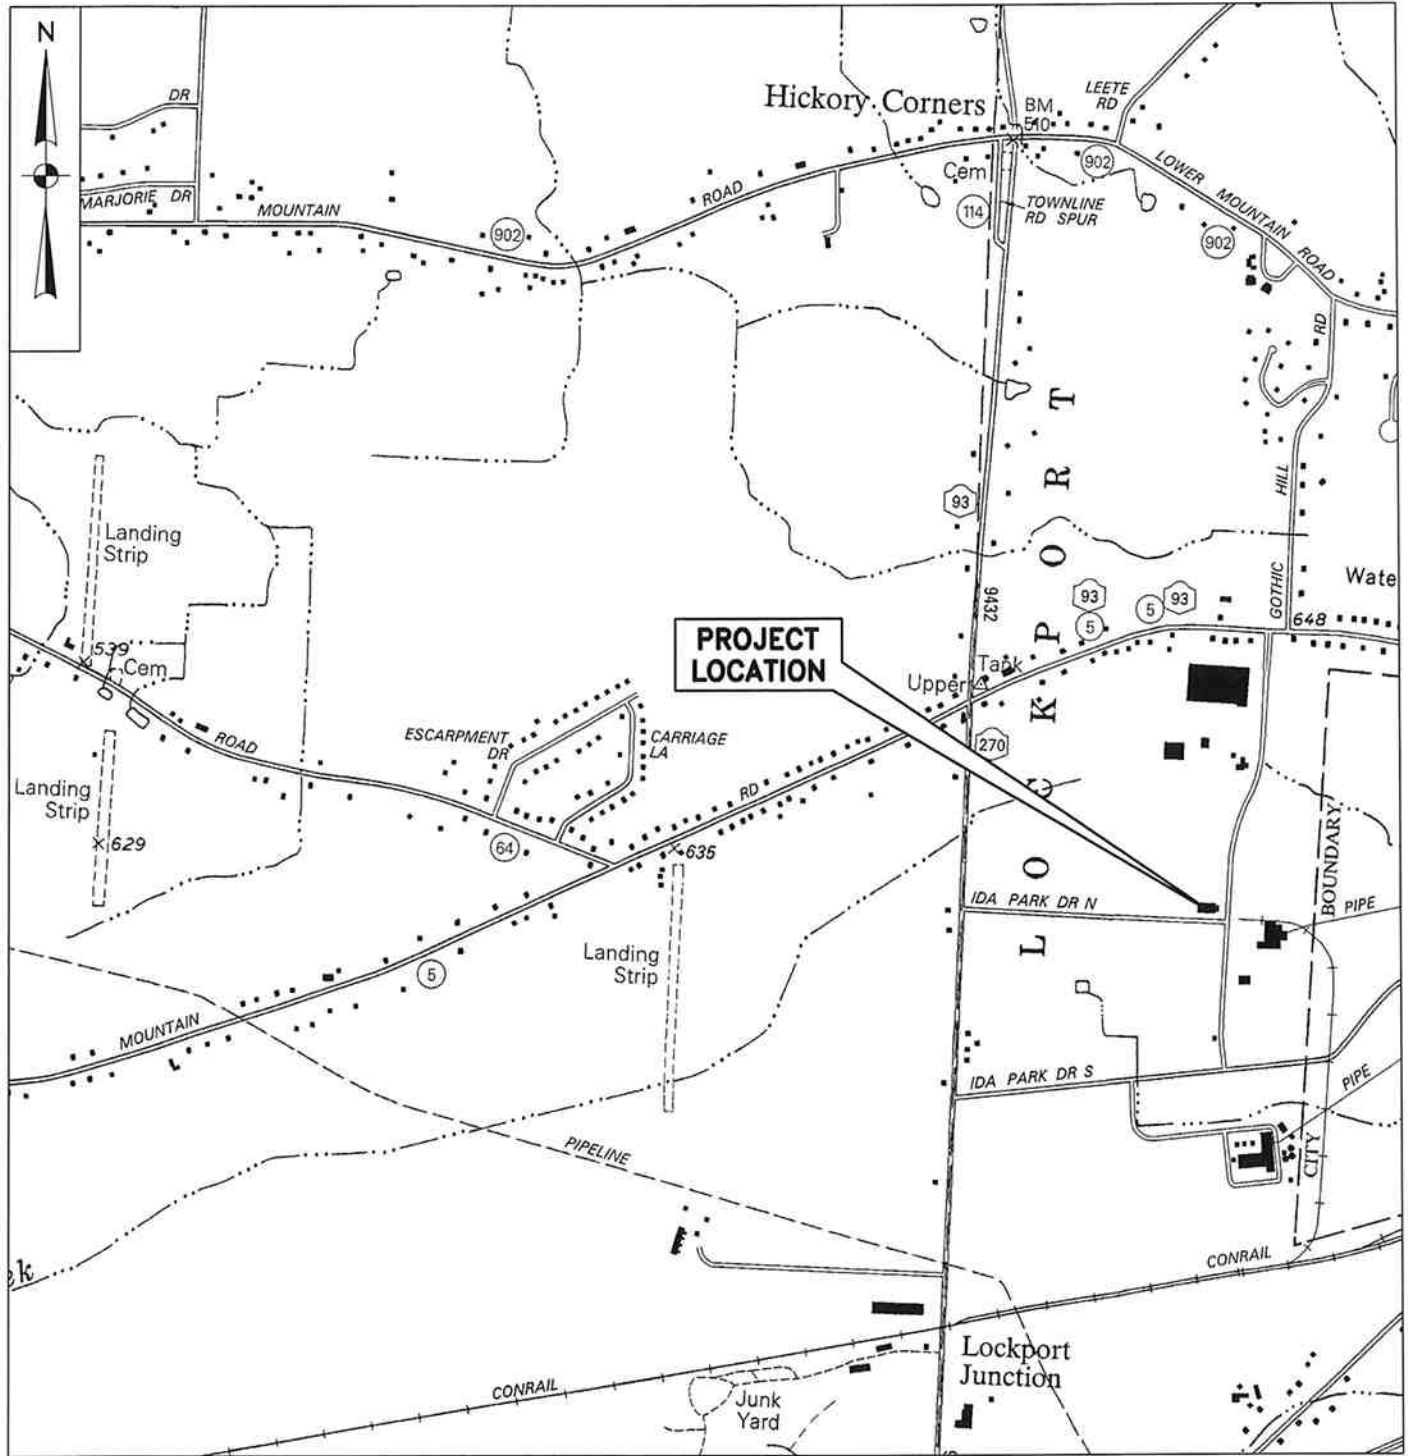 N
DR
MARJORIE DR
MOUNTAIN
902
ROAD
Hickory Corners
BM
510
LEETE
RD
Cem
902
114
TOWNLINE
RD SPUR
LOWER MOUNTAIN ROAD
902
RD
HILL
GOTHIC
93
Landing
Strip
539
Cem
ROAD
LOCKPORT
9432
93
5
5
93
648
Wate
PROJECT
LOCATION
Upper
Tank
270
ESCARPMENT
DR
CARRIAGE
LA
RD
Landing
Strip
629
64
635
5
MOUNTAIN
Landing
Strip
IDA PARK DR N
BOUNDARY
PIPE
IDA PARK DR S
PIPE
CITY
PIPELINE
ek
CONRAIL
Lockport
Junction
CONRAIL
Junk
Yard